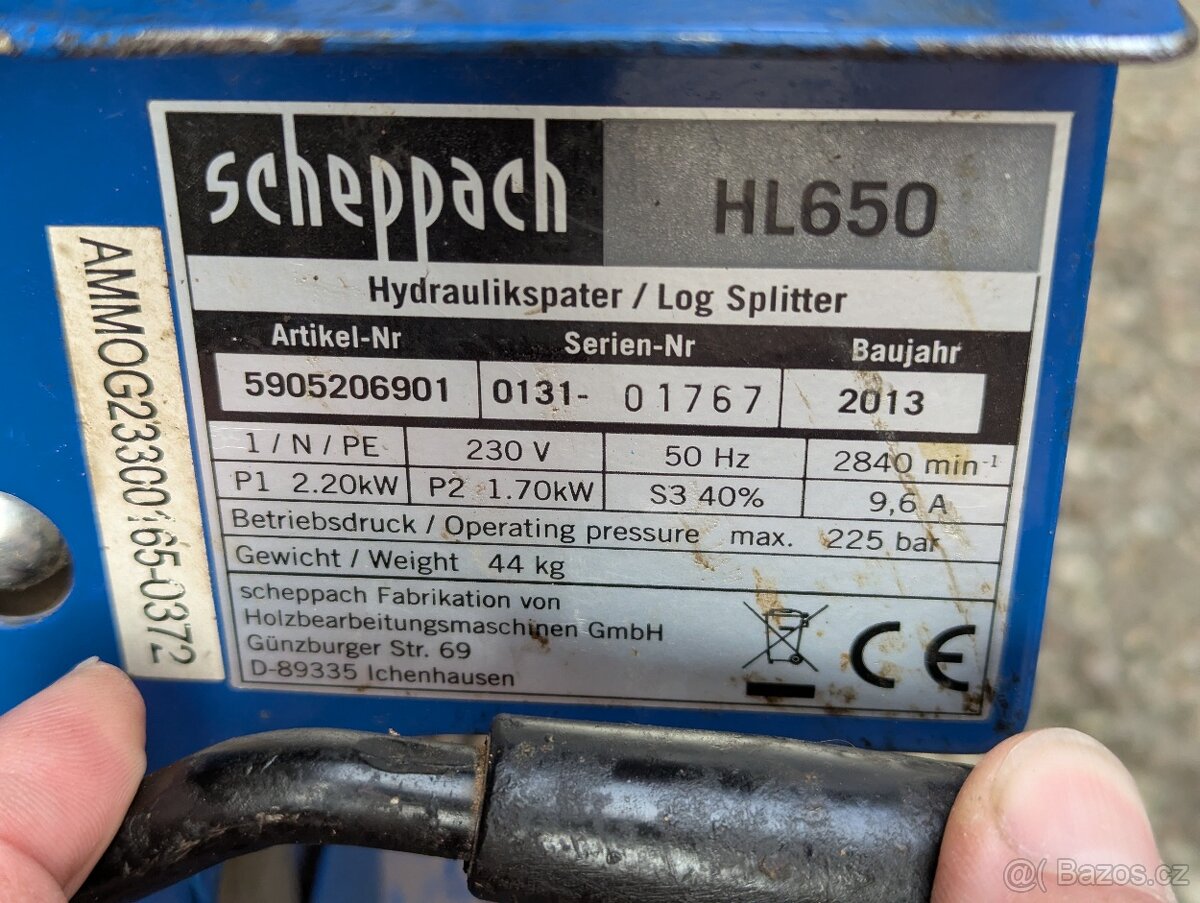 scheppach HL650
Hydraulikspater / Log Splitter
Artikel-Nr Serien-Nr Baujahr
5905206901 0131- 01767 2013
1 / N / PE 230 V 50 Hz 2840 min⁻¹
P1 2.20kW P2 1.70kW S3 40% 9,6 A
Betriebsdruck / Operating pressure max. 225 bar
Gewicht / Weight 44 kg
scheppach Fabrikation von
Holzbearbeitungsmaschinen GmbH
Günzburger Str. 69
D-89335 Ichenhausen
CE
AMMOG23300165-0372
@( Bazos.cz